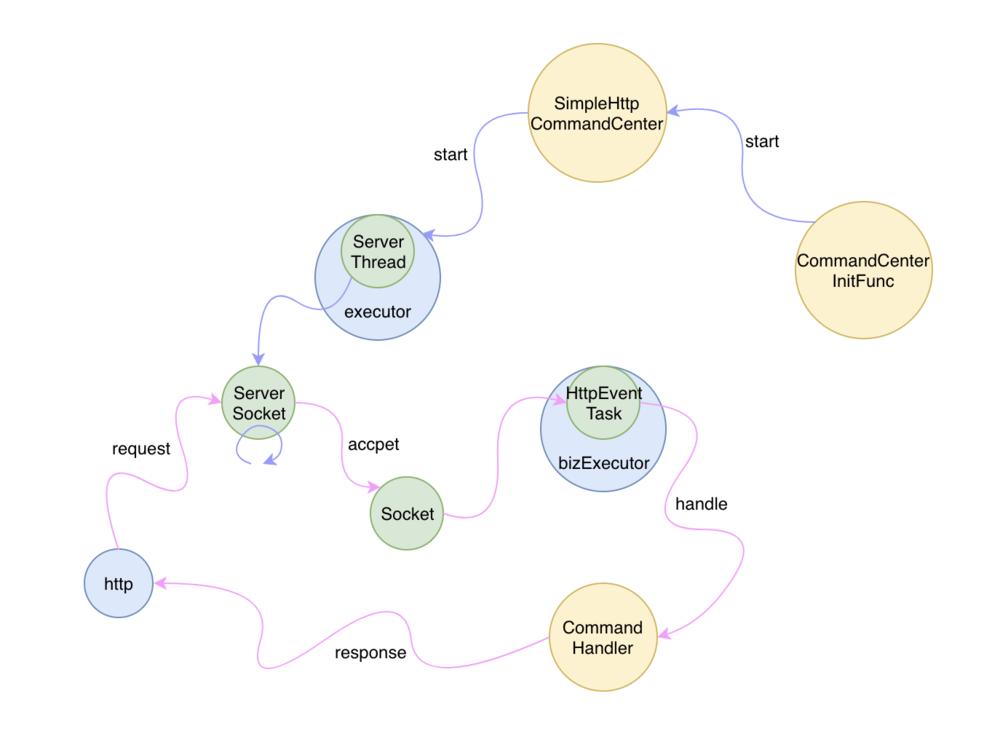 SimpleHttp
CommandCenter
start
start
CommandCenter
InitFunc
Server
Thread
executor
Server
Socket
HttpEvent
Task
bizExecutor
request
accpet
Socket
handle
http
Command
Handler
response